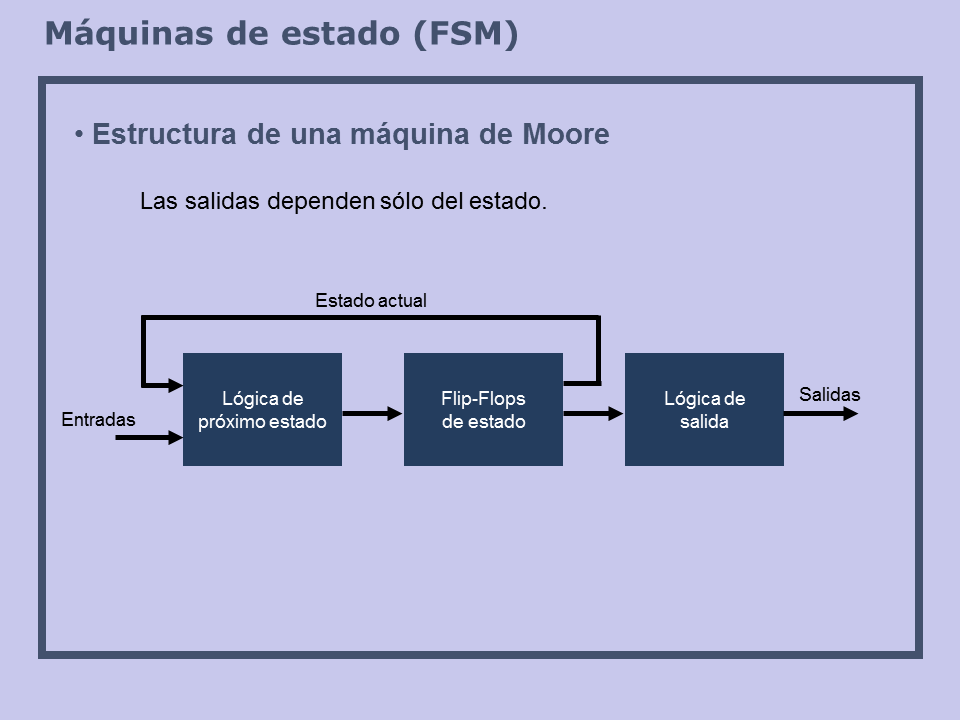 Máquinas de estado (FSM)
• Estructura de una máquina de Moore
Las salidas dependen sólo del estado.
Estado actual
Entradas
Lógica de
próximo estado
Flip-Flops
de estado
Lógica de
salida
Salidas